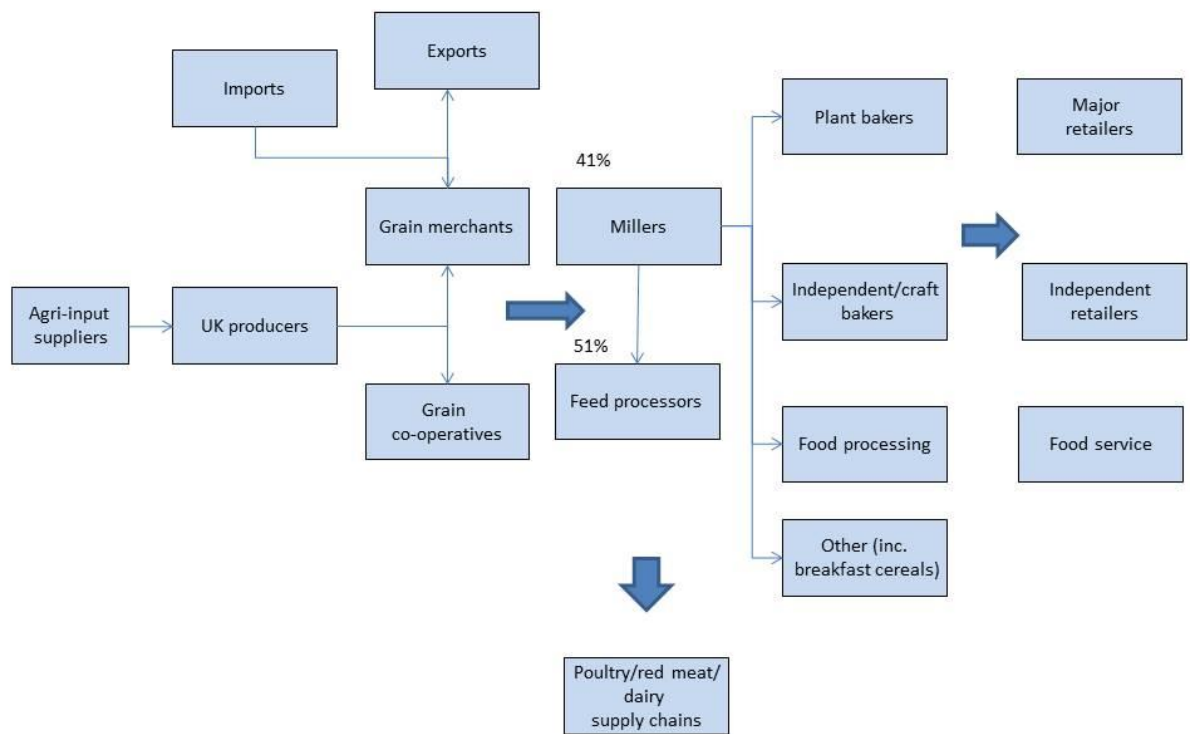 Exports
Imports
Plant bakers
Major
retailers
41%
Grain merchants
Millers
Agri-input
suppliers
UK producers
Independent/craft
bakers
Independent
retailers
51%
Grain
co-operatives
Feed processors
Food processing
Food service
Other (inc.
breakfast cereals)
Poultry/red meat/
dairy
supply chains